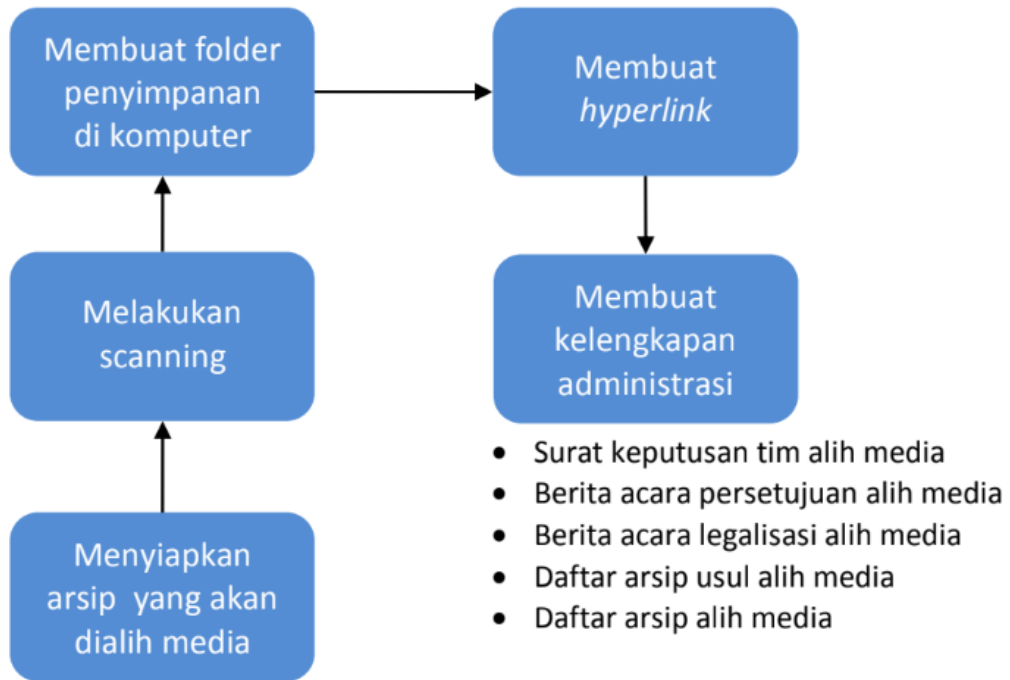 Membuat folder
penyimpanan
di komputer
Membuat
hyperlink
Melakukan
scanning
Membuat
kelengkapan
administrasi
Menyiapkan
arsip yang akan
dialih media
• Surat keputusan tim alih media
• Berita acara persetujuan alih media
• Berita acara legalisasi alih media
• Daftar arsip usul alih media
• Daftar arsip alih media